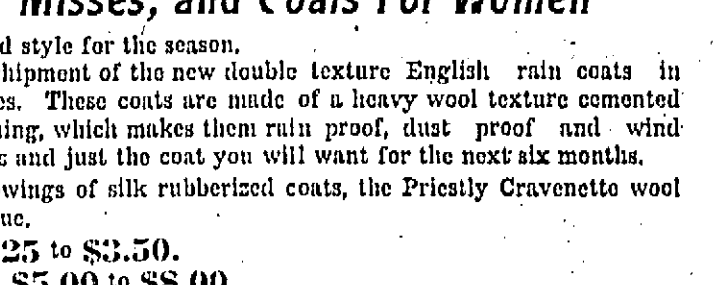 Misses, and Coats For Women
d style for the season.
hipment of the new double texture English rain coats in
es. These coats are made of a heavy wool texture cemented
ing, which makes them rain proof, dust proof and wind
s and just the coat you will want for the next six months.
wings of silk rubberized coats, the Priestly Cravenette wool
ue.
25 to $3.50.
$5.00 to $8.00